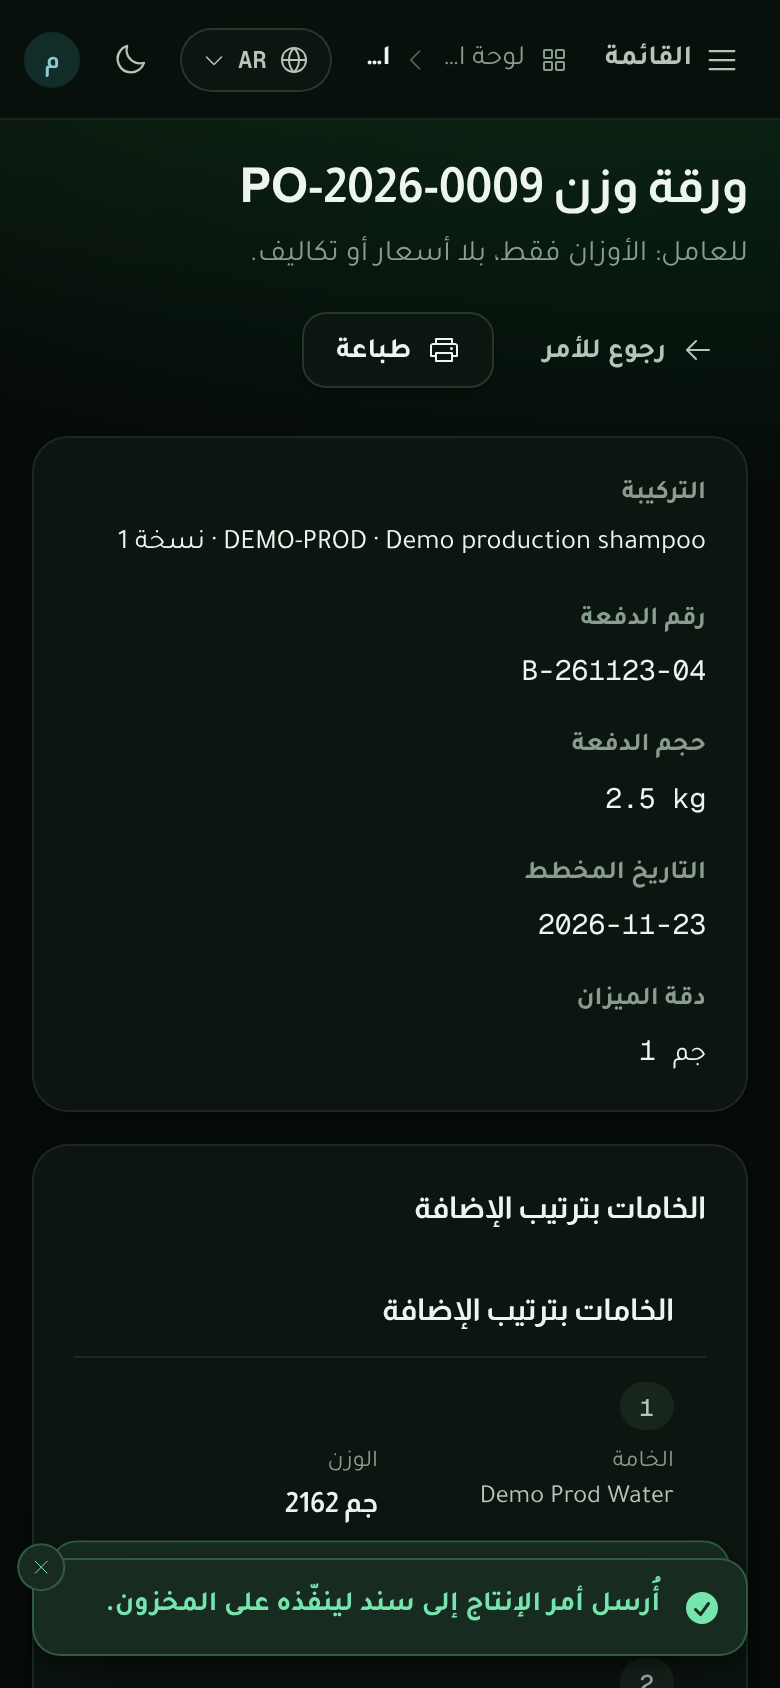 القائمة
لوحة ا...
ا...
AR
م
ورقة وزن PO-2026-0009
للعامل: الأوزان فقط، بلا أسعار أو تكاليف.
رجوع للأمر
طباعة
التركيبة
DEMO-PROD · Demo production shampoo · نسخة 1
رقم الدفعة
B-261123-04
حجم الدفعة
2.5 kg
التاريخ المخطط
2026-11-23
دقة الميزان
1 جم
الخامات بترتيب الإضافة
الخامات بترتيب الإضافة
1
الخامة
الوزن
Demo Prod Water
2162 جم
أُرسل أمر الإنتاج إلى سند لينفّذه على المخزون.
2